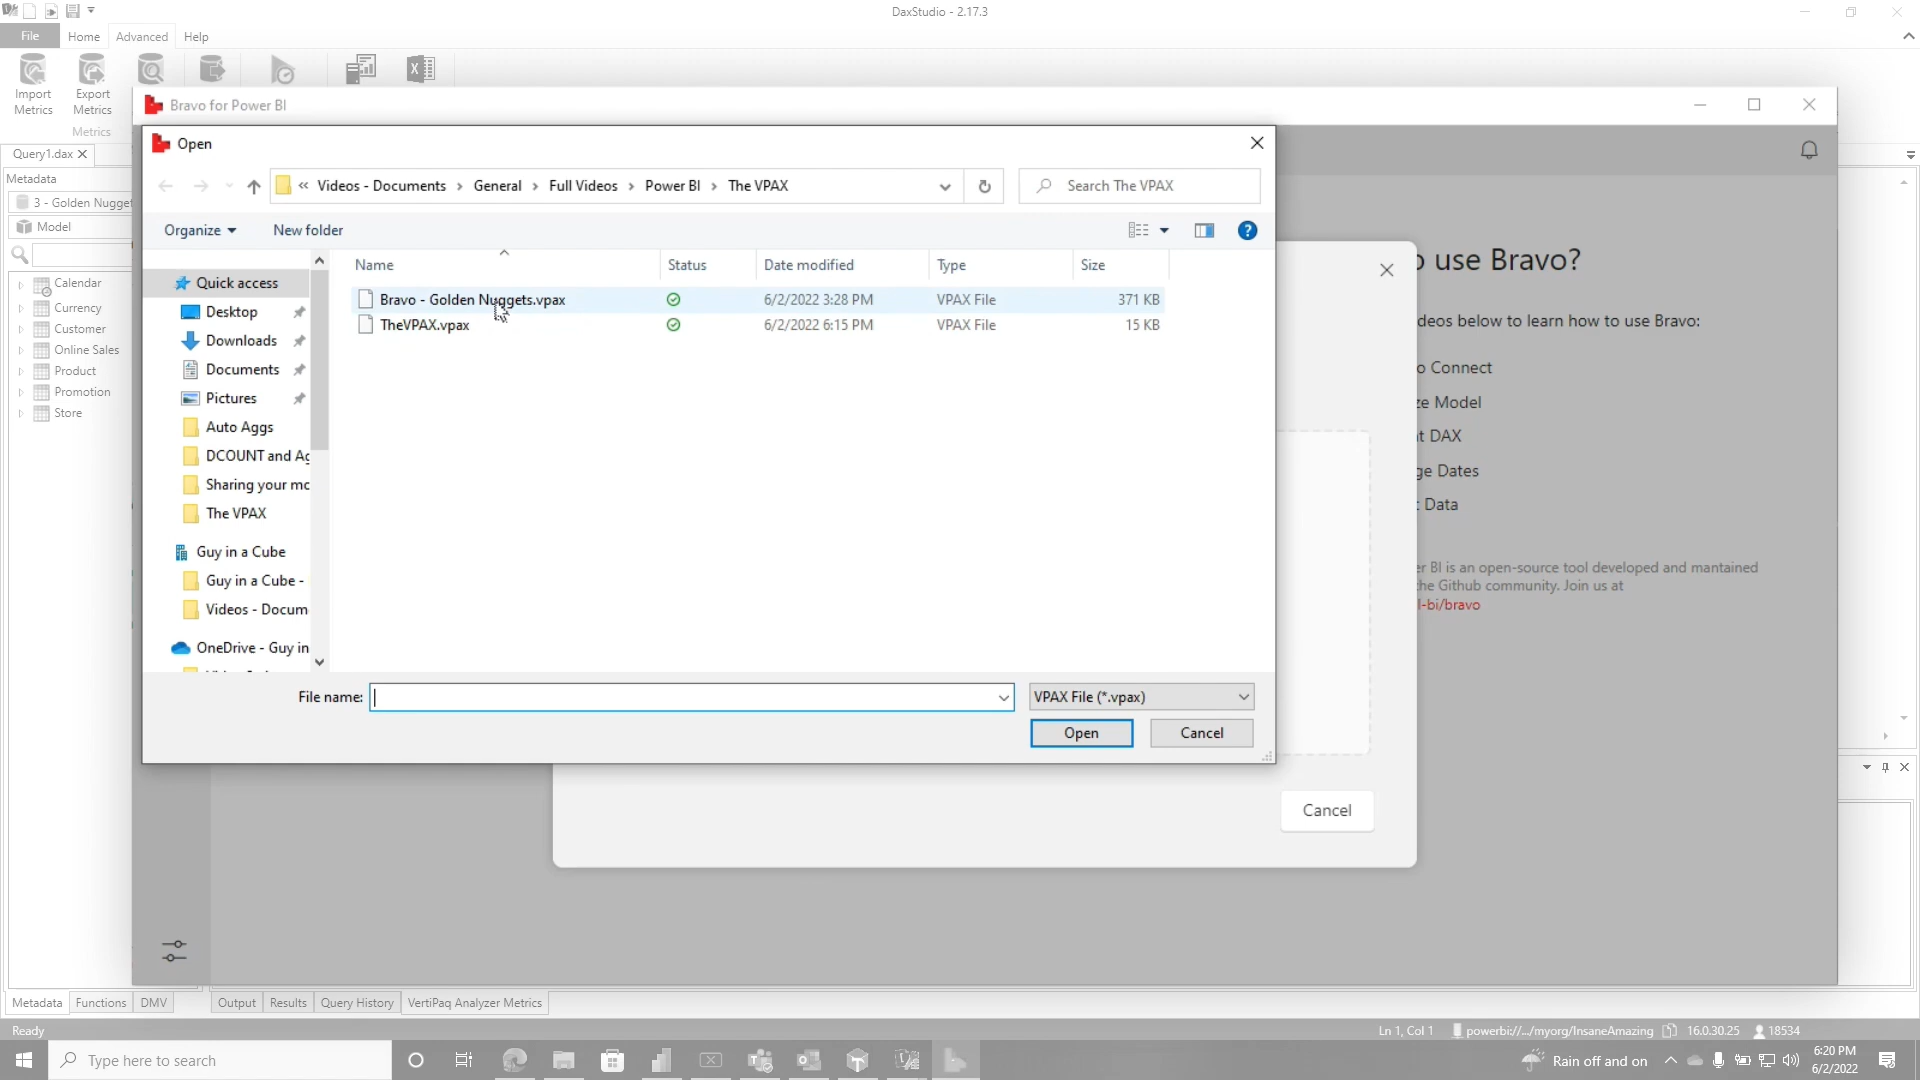 DaxStudio - 2.17.3
File Home Advanced Help
Import Metrics
Export Metrics
Metrics
Query1.dax
Metadata
3 - Golden Nugget
Model
Calendar
Currency
Customer
Online Sales
Product
Promotion
Store
Bravo for Power BI
Open
« Videos - Documents › General › Full Videos › Power BI › The VPAX
Search The VPAX
Organize New folder
Name Status Date modified Type Size
Bravo - Golden Nuggets.vpax 6/2/2022 3:28 PM VPAX File 371 KB
TheVPAX.vpax 6/2/2022 6:15 PM VPAX File 15 KB
Quick access
Desktop
Downloads
Documents
Pictures
Auto Aggs
DCOUNT and Ag
Sharing your mo
The VPAX
Guy in a Cube
Guy in a Cube -
Videos - Docum
OneDrive - Guy in
File name:
VPAX File (*.vpax)
Open Cancel
o use Bravo?
deos below to learn how to use Bravo:
o Connect
ze Model
t DAX
ge Dates
t Data
er BI is an open-source tool developed and mantained
the Github community. Join us at
l-bi/bravo
Cancel
Metadata Functions DMV
Output Results Query History VertiPaq Analyzer Metrics
Ready
Ln 1, Col 1 powerbi://.../myorg/InsaneAmazing 16.0.30.25 18534
Type here to search
Rain off and on
6:20 PM
6/2/2022